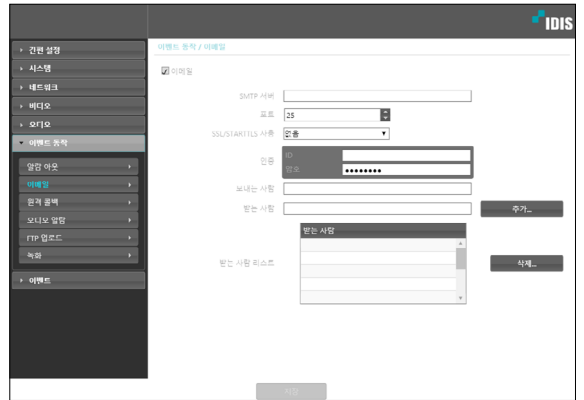 IDIS
간편 설정
시스템
네트워크
비디오
오디오
이벤트 동작
알람 아웃
이메일
원격 콜백
오디오 알람
FTP 업로드
녹화
이벤트
이벤트 동작 / 이메일
이메일
SMTP 서버
포트 25
SSL/STARTTLS 사용 없음
인증
ID
암호 ●●●●●●●●
보내는 사람
받는 사람 추가...
받는 사람 리스트
받는 사람
삭제...
저장